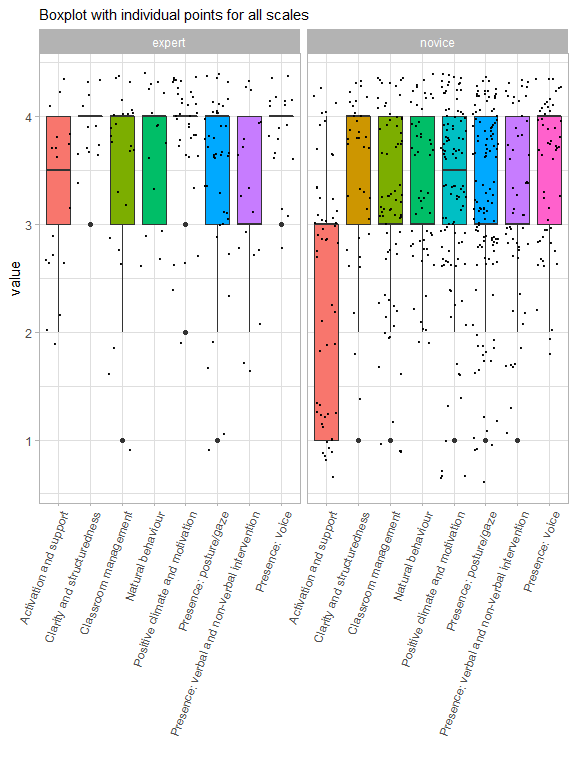 Boxplot with individual points for all scales
expert
novice
value
4
3
2
1
Activation and support
Clarity and structuredness
Classroom management
Natural behaviour
Positive climate and motivation
Presence: posture/gaze
Presence: verbal and non-verbal intervention
Presence: voice
Activation and support
Clarity and structuredness
Classroom management
Natural behaviour
Positive climate and motivation
Presence: posture/gaze
Presence: verbal and non-verbal intervention
Presence: voice